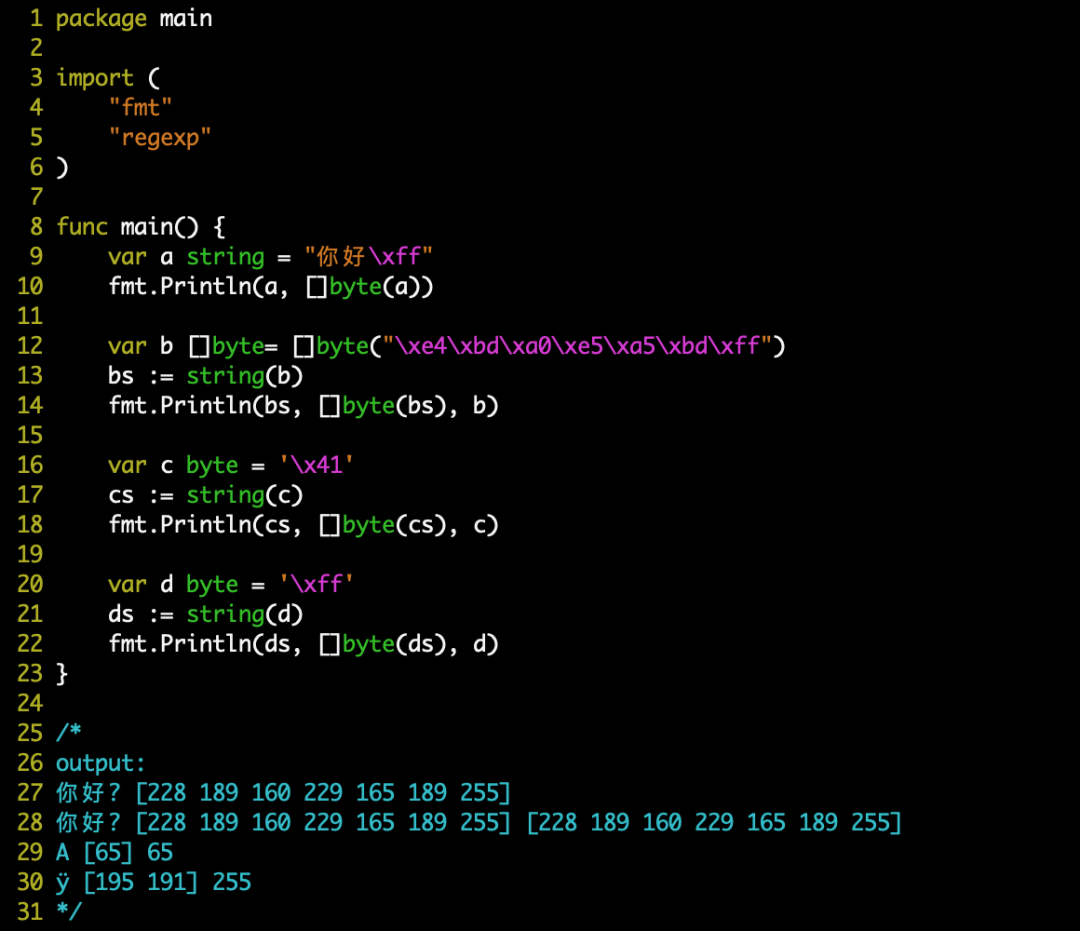 1 package main
2
3 import (
4     "fmt"
5     "regexp"
6 )
7
8 func main() {
9     var a string = "你好\xff"
10     fmt.Println(a, []byte(a))
11
12     var b []byte= []byte("\xe4\xbd\xa0\xe5\xa5\xbd\xff")
13     bs := string(b)
14     fmt.Println(bs, []byte(bs), b)
15
16     var c byte = '\x41'
17     cs := string(c)
18     fmt.Println(cs, []byte(cs), c)
19
20     var d byte = '\xff'
21     ds := string(d)
22     fmt.Println(ds, []byte(ds), d)
23 }
24
25 /*
26 output:
27 你好? [228 189 160 229 165 189 255]
28 你好? [228 189 160 229 165 189 255] [228 189 160 229 165 189 255]
29 A [65] 65
30 ÿ [195 191] 255
31 */